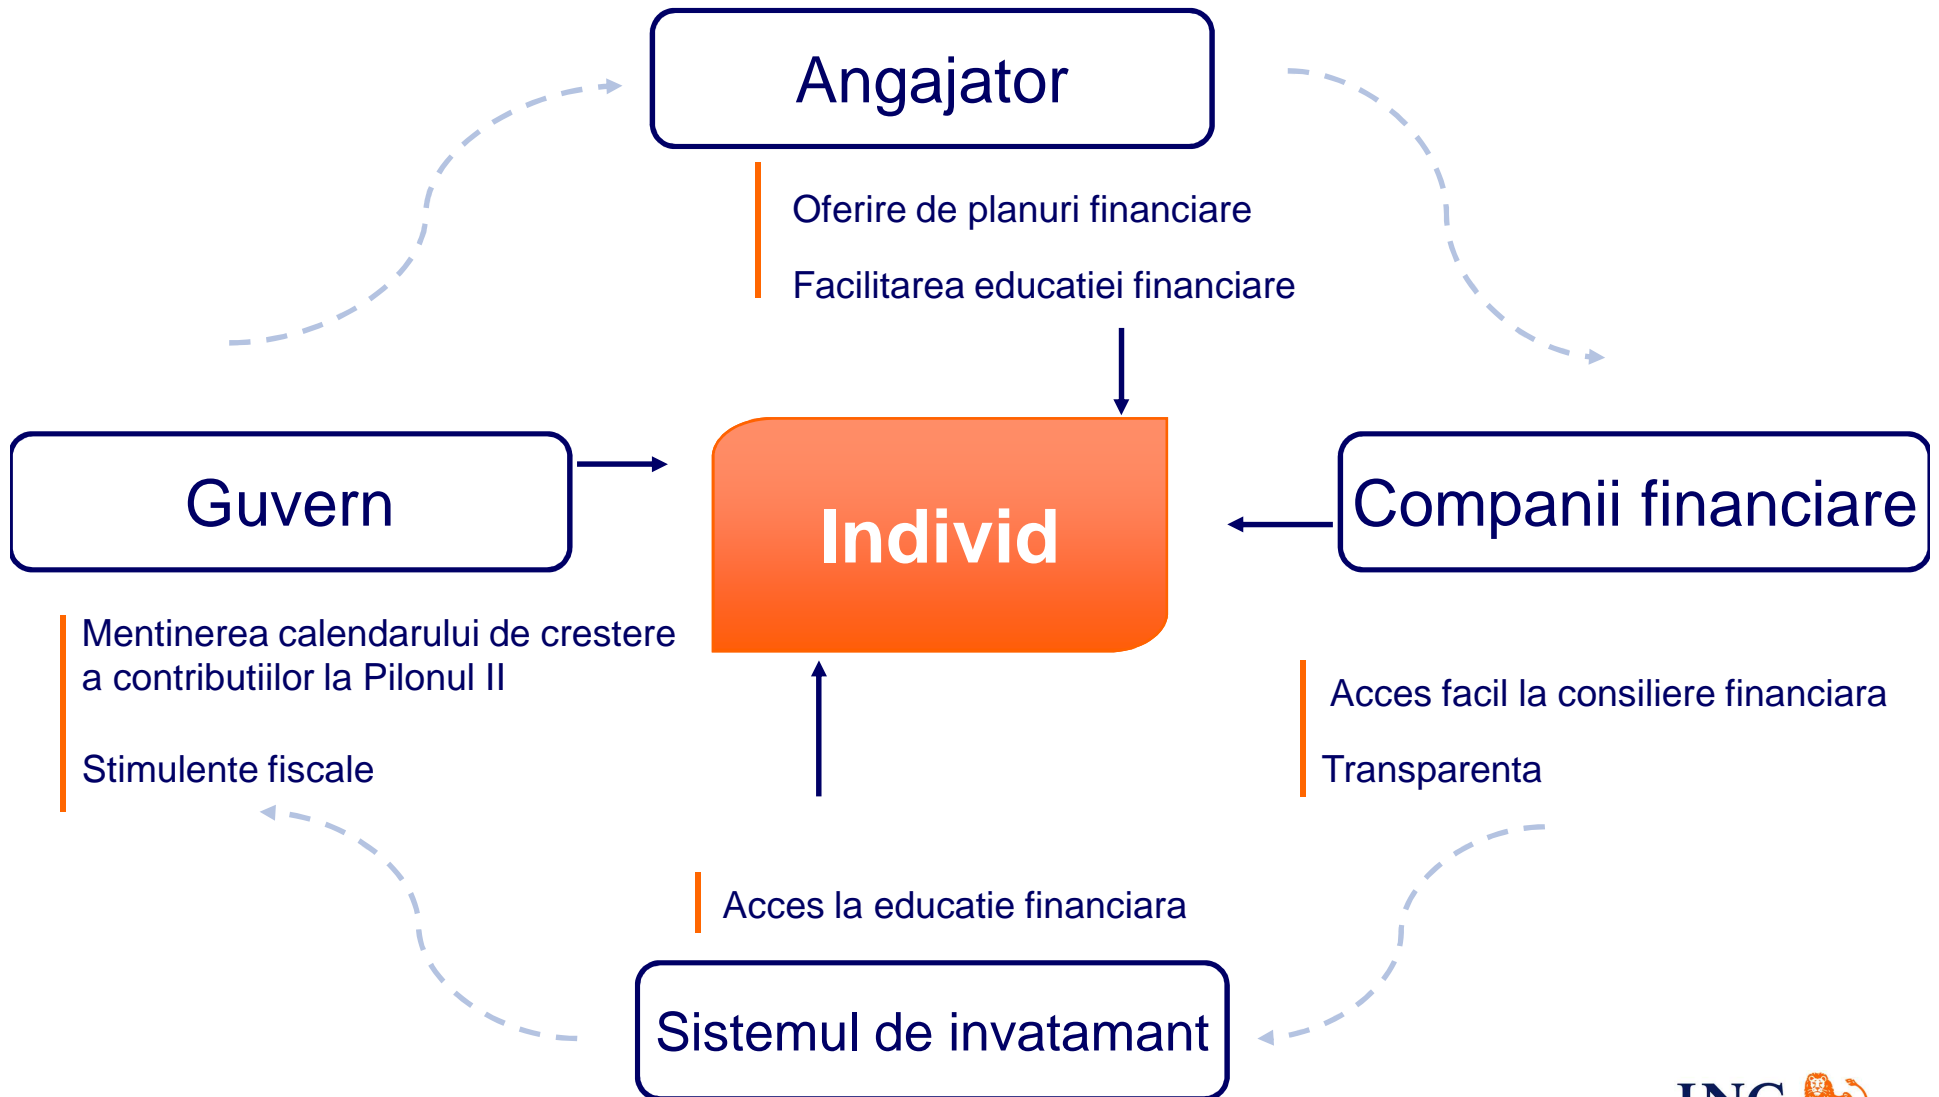 Angajator
Oferire de planuri financiare
Facilitarea educatiei financiare
Guvern
Individ
Companii financiare
Mentinerea calendarului de crestere
a contributiilor la Pilonul II
Stimulente fiscale
Acces facil la consiliere financiara
Transparenta
Acces la educatie financiara
Sistemul de invatamant
ING